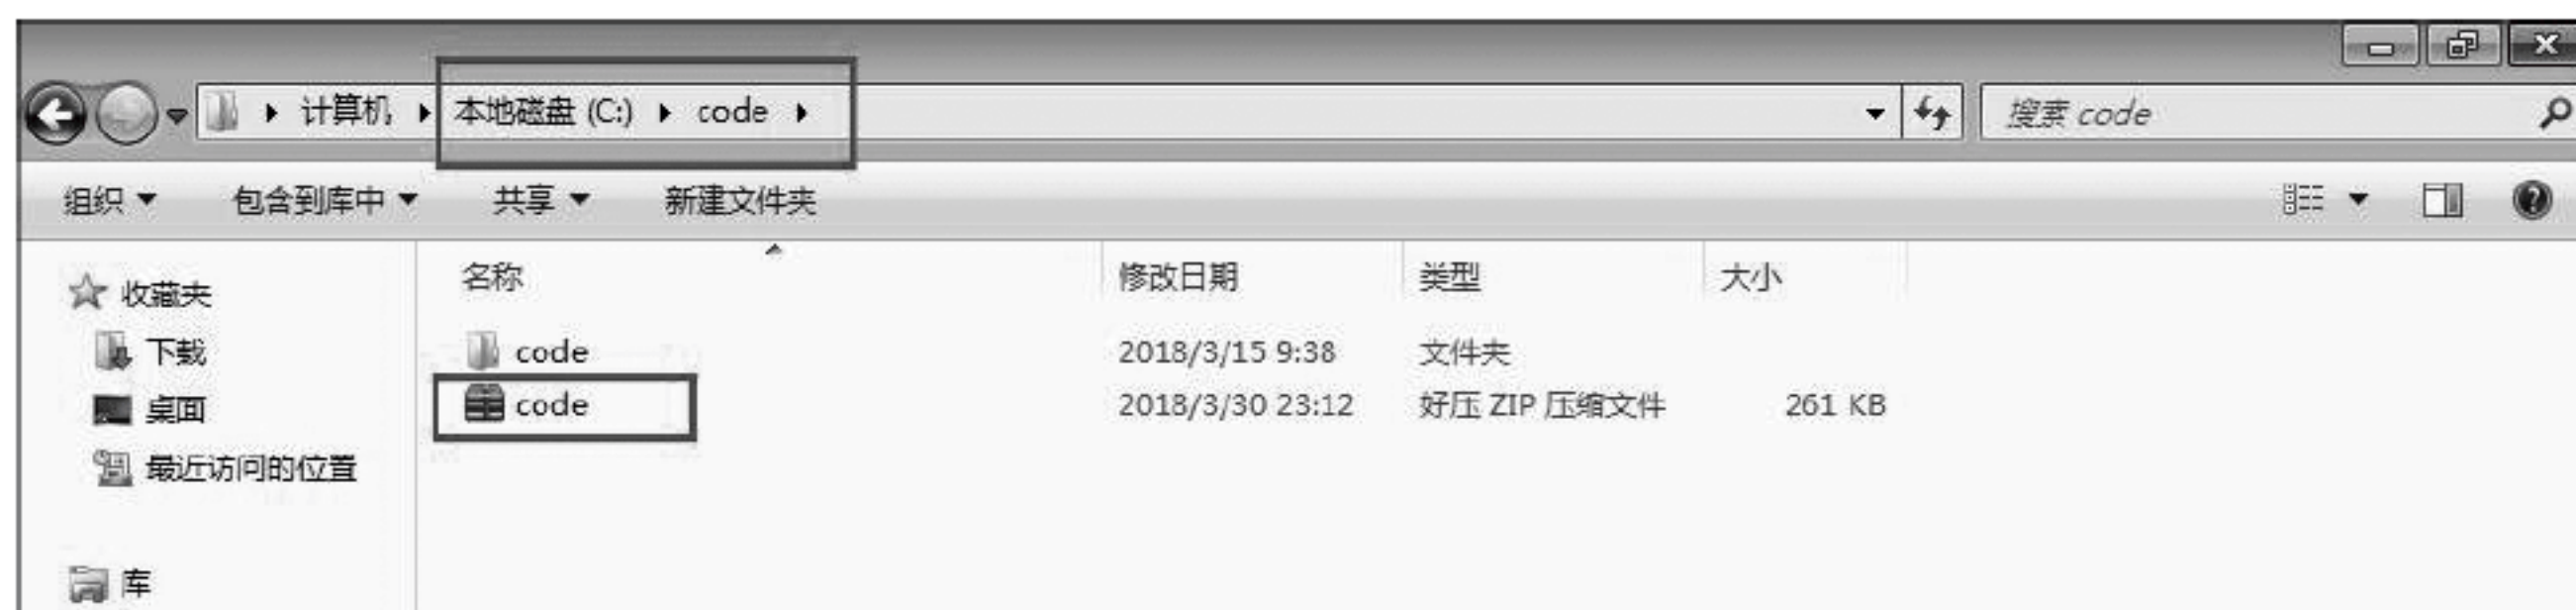 计算机 本地磁盘 (C:) code 搜索 code
组织 包含到库中 共享 新建文件夹
名称 修改日期 类型 大小
收藏夹
下载
桌面
最近访问的位置
库
code 2018/3/15 9:38 文件夹
code 2018/3/30 23:12 好压 ZIP 压缩文件 261 KB